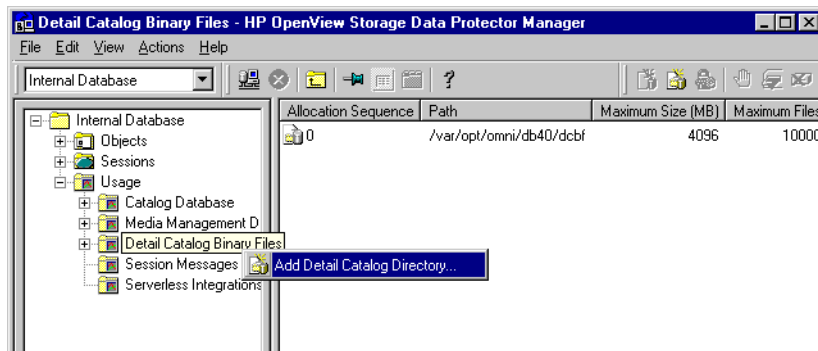 Detail Catalog Binary Files - HP OpenView Storage Data Protector Manager
File Edit View Actions Help
Internal Database
Allocation Sequence Path Maximum Size (MB) Maximum Files
0 /var/opt/omni/db40/dcbf 4096 10000
Internal Database
Objects
Sessions
Usage
Catalog Database
Media Management D
Detail Catalog Binary Files
Session Messages
Add Detail Catalog Directory...
Serverless Integrations